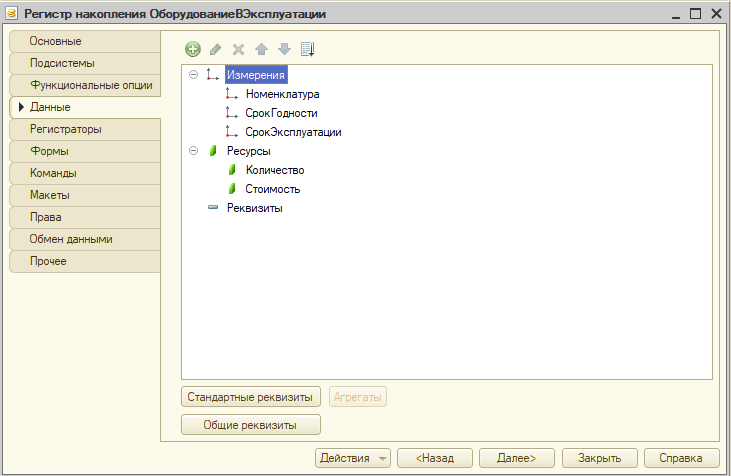 Регистр накопления ОборудованиеВЭксплуатации
Основные
Подсистемы
Функциональные опции
Данные
Регистраторы
Формы
Команды
Макеты
Права
Обмен данными
Прочее
Измерения
Номенклатура
СрокГодности
СрокЭксплуатации
Ресурсы
Количество
Стоимость
Реквизиты
Стандартные реквизиты
Агрегаты
Общие реквизиты
Действия
<Назад
Далее>
Закрыть
Справка